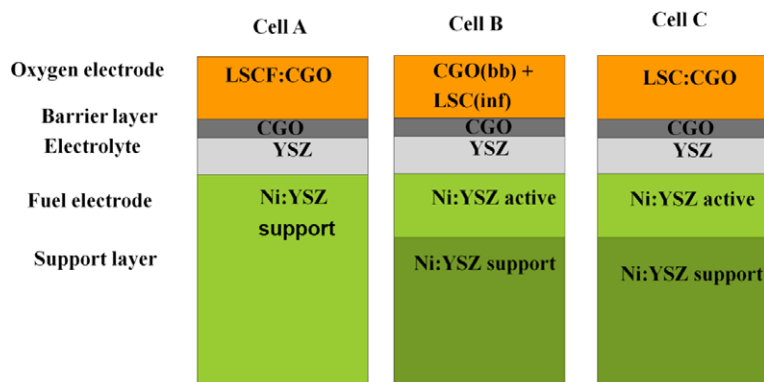 Cell A
Cell B
Cell C
Oxygen electrode
LSCF:CGO
CGO(bb) +
LSC(inf)
LSC:CGO
Barrier layer
CGO
CGO
CGO
Electrolyte
YSZ
YSZ
YSZ
Fuel electrode
Ni:YSZ
support
Ni:YSZ active
Ni:YSZ active
Support layer
Ni:YSZ support
Ni:YSZ support